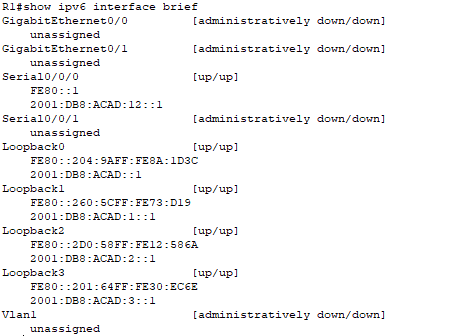 R1#show ipv6 interface brief
GigabitEthernet0/0 [administratively down/down]
unassigned
GigabitEthernet0/1 [administratively down/down]
unassigned
Serial0/0/0 [up/up]
FE80::1
2001:DB8:ACAD:12::1
Serial0/0/1 [administratively down/down]
unassigned
Loopback0 [up/up]
FE80::204:9AFF:FE8A:1D3C
2001:DB8:ACAD::1
Loopback1 [up/up]
FE80::260:5CFF:FE73:D19
2001:DB8:ACAD:1::1
Loopback2 [up/up]
FE80::2D0:58FF:FE12:586A
2001:DB8:ACAD:2::1
Loopback3 [up/up]
FE80::201:64FF:FE30:EC6E
2001:DB8:ACAD:3::1
Vlan1 [administratively down/down]
unassigned